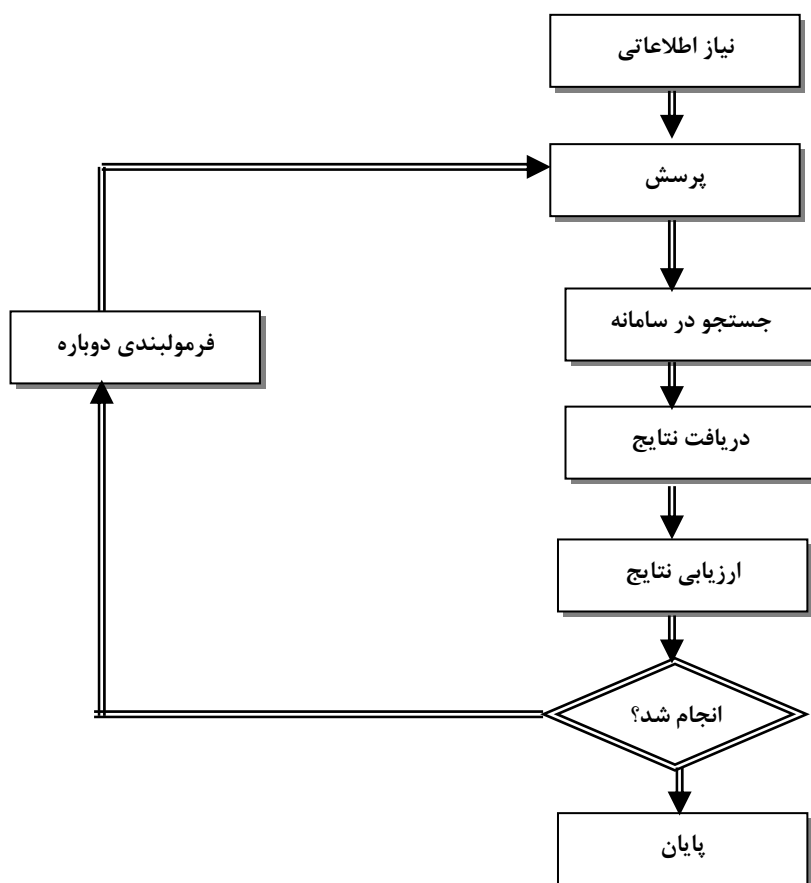 نیاز اطلاعاتی
پرسش
جستجو در سامانه
فرمولبندی دوباره
دریافت نتایج
ارزیابی نتایج
انجام شد؟
پایان